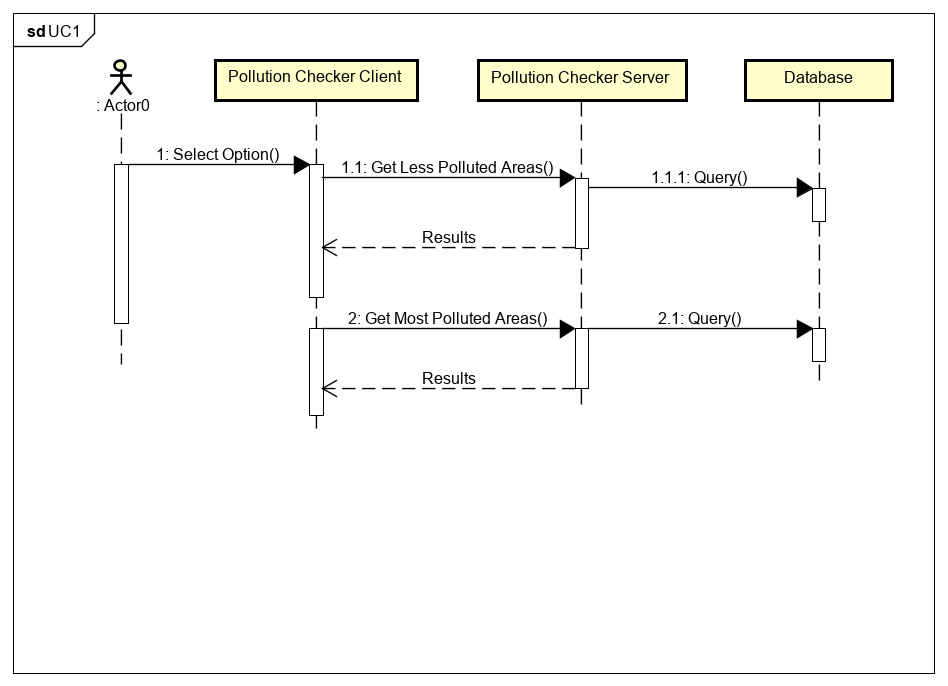 sd UC1
: Actor0
Pollution Checker Client
Pollution Checker Server
Database
1: Select Option()
1.1: Get Less Polluted Areas()
1.1.1: Query()
Results
2: Get Most Polluted Areas()
2.1: Query()
Results